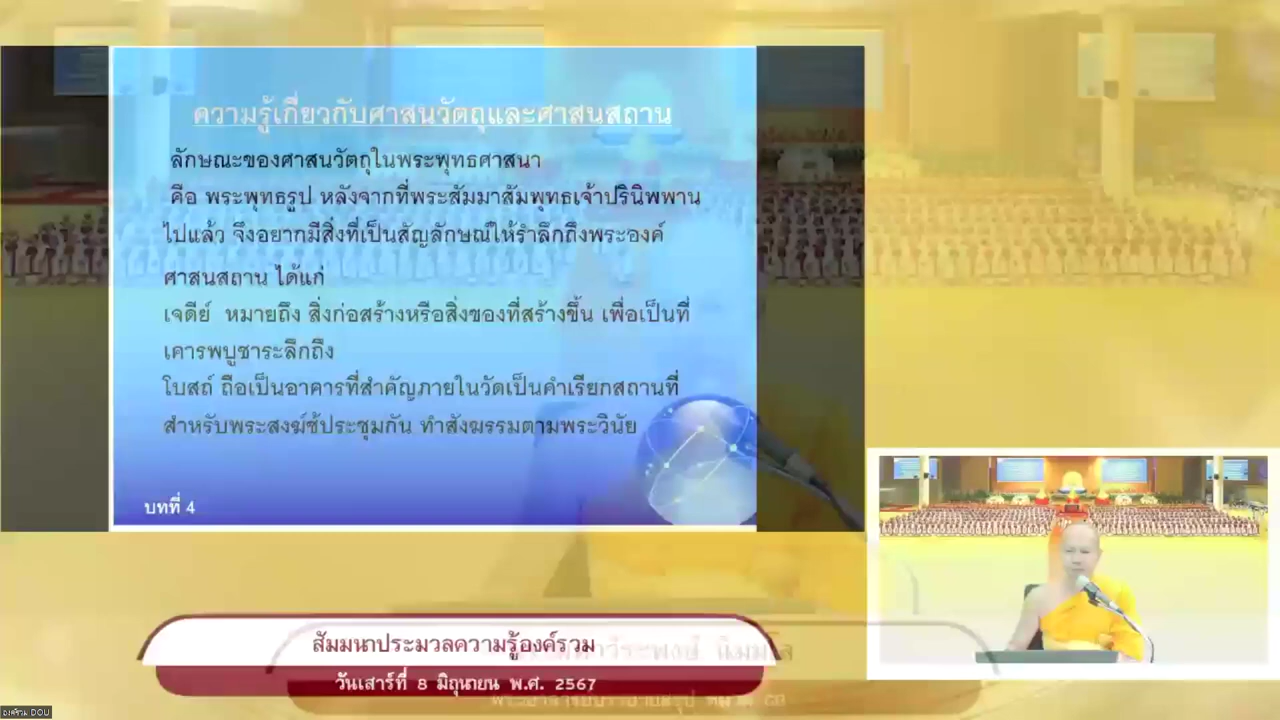 ความรู้เกี่ยวกับศาสนวัตถุและศาสนสถาน
ลักษณะของศาสนวัตถุในพระพุทธศาสนา
คือ พระพุทธรูป หลังจากที่พระสัมมาสัมพุทธเจ้าปรินิพพาน
ไปแล้ว จึงอยากมีสิ่งที่เป็นสัญลักษณ์ให้รำลึกถึงพระองค์
ศาสนสถาน ได้แก่
เจดีย์ หมายถึง สิ่งก่อสร้างหรือสิ่งของที่สร้างขึ้น เพื่อเป็นที่
เคารพบูชาระลึกถึง
โบสถ์ ถือเป็นอาคารที่สำคัญภายในวัดเป็นคำเรียกสถานที่
สำหรับพระสงฆ์ช้ประชุมกัน ทำสังฆรรมตามพระวินัย
บทที่ 4
สัมมนาประมวลความรู้องค์รวม
วันเสาร์ที่ 8 มิถุนายน พ.ศ. 2567
องค์รวม DOU